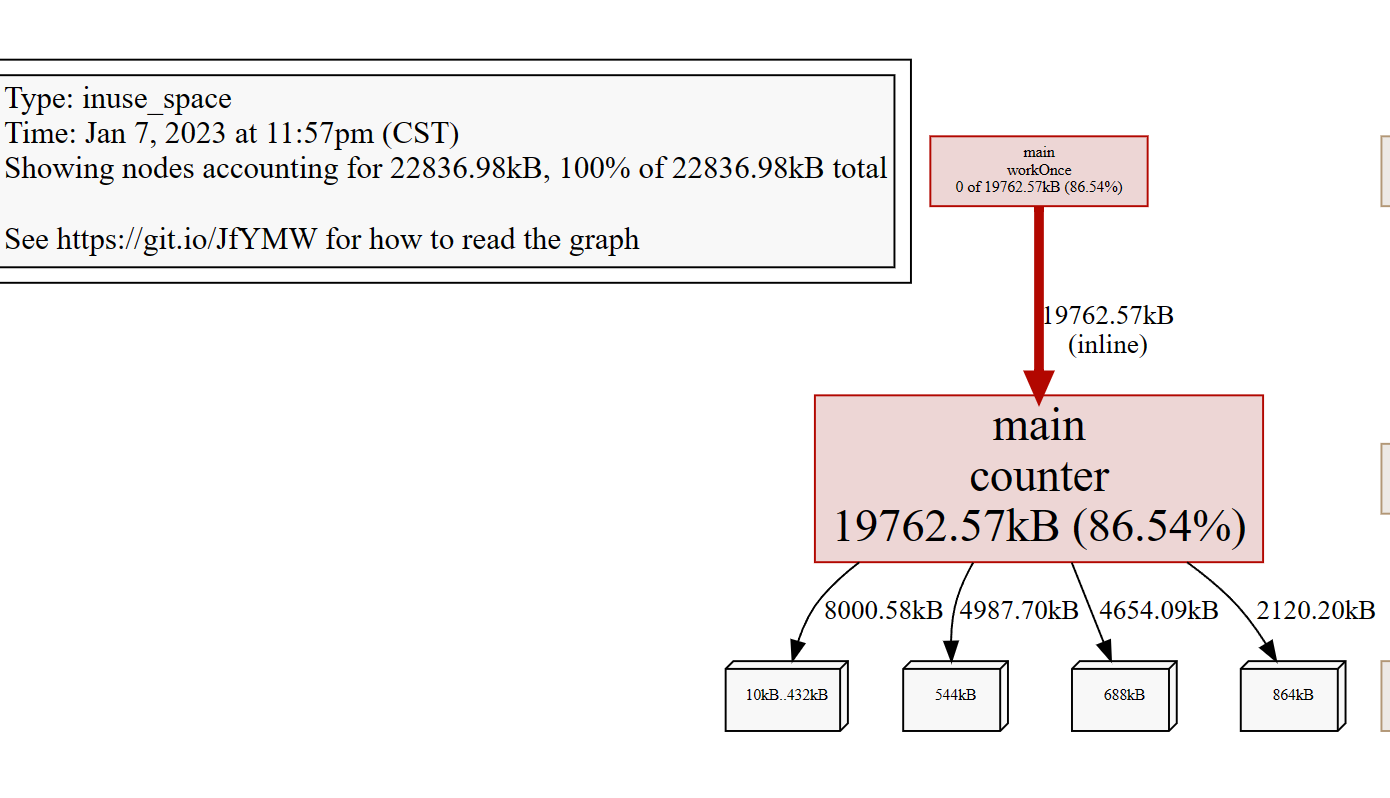 Type: inuse_space
Time: Jan 7, 2023 at 11:57pm (CST)
Showing nodes accounting for 22836.98kB, 100% of 22836.98kB total
See https://git.io/JfYMW for how to read the graph
main
workOnce
0 of 19762.57kB (86.54%)
19762.57kB
(inline)
main
counter
19762.57kB (86.54%)
8000.58kB
4987.70kB
4654.09kB
2120.20kB
10kB..432kB
544kB
688kB
864kB